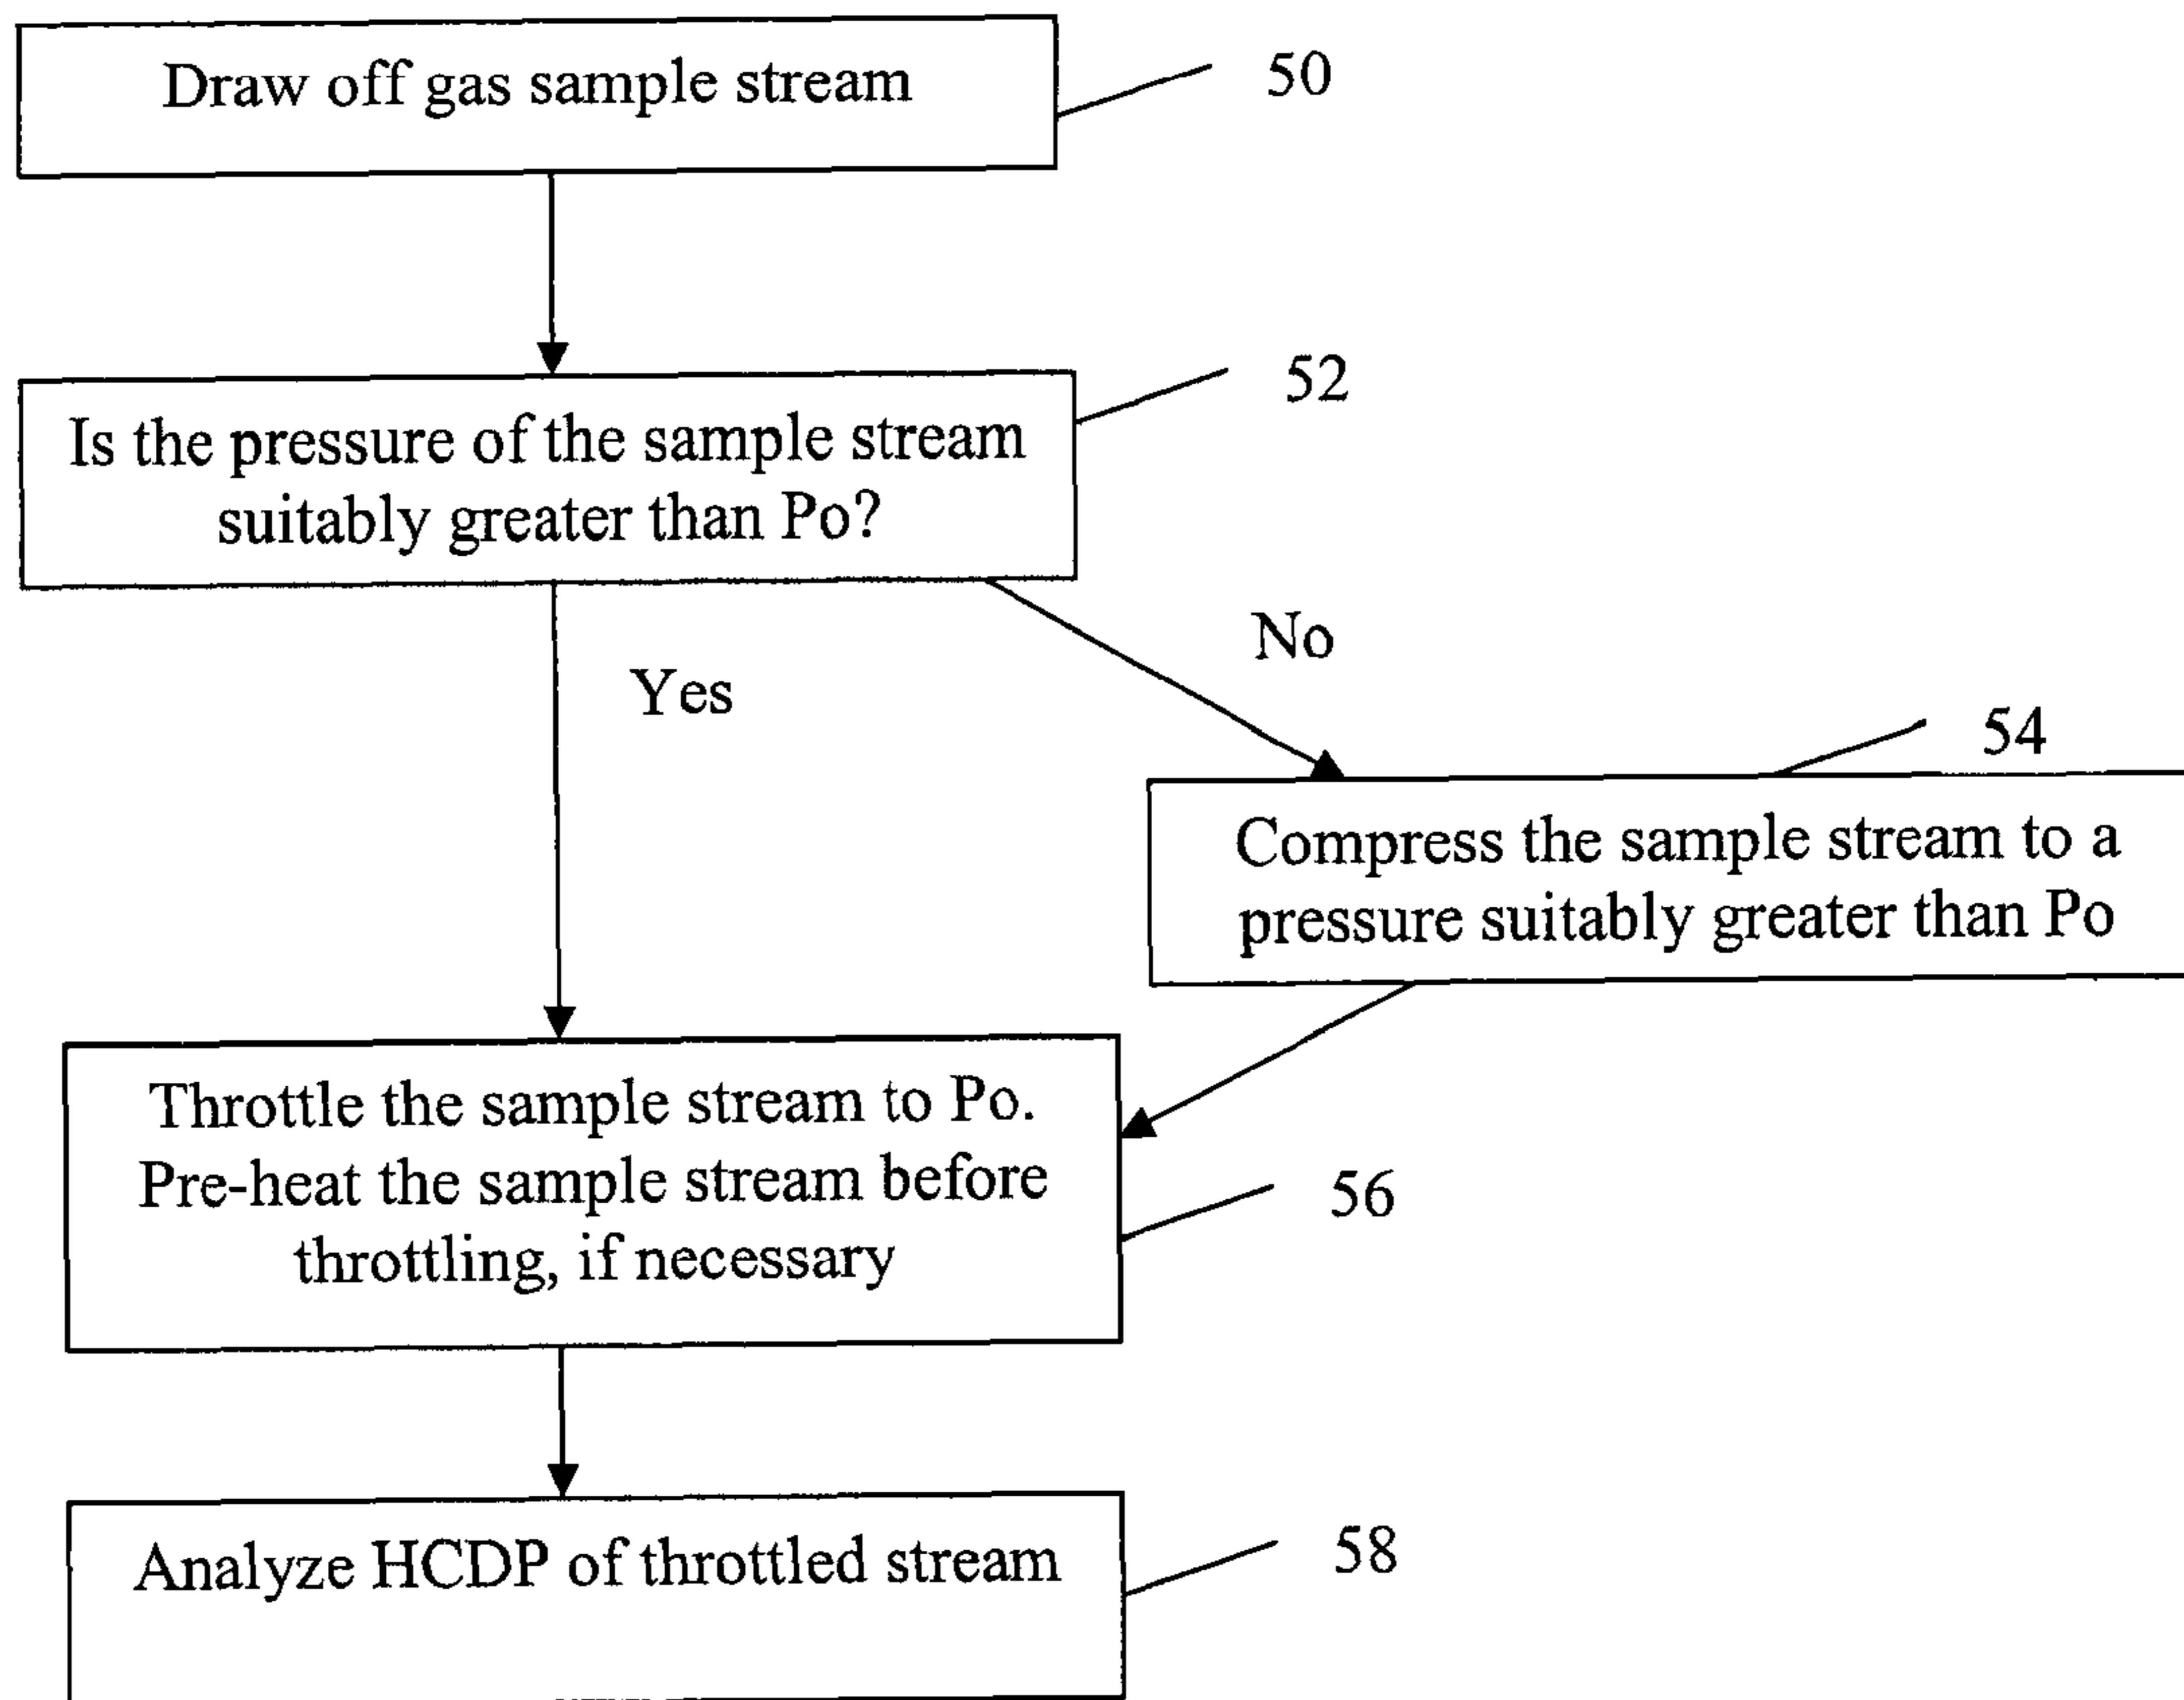 Draw off gas sample stream
50
Is the pressure of the sample stream
suitably greater than Po?
52
Yes
No
54
Compress the sample stream to a
pressure suitably greater than Po
Throttle the sample stream to Po.
Pre-heat the sample stream before
throttling, if necessary
56
Analyze HCDP of throttled stream
58